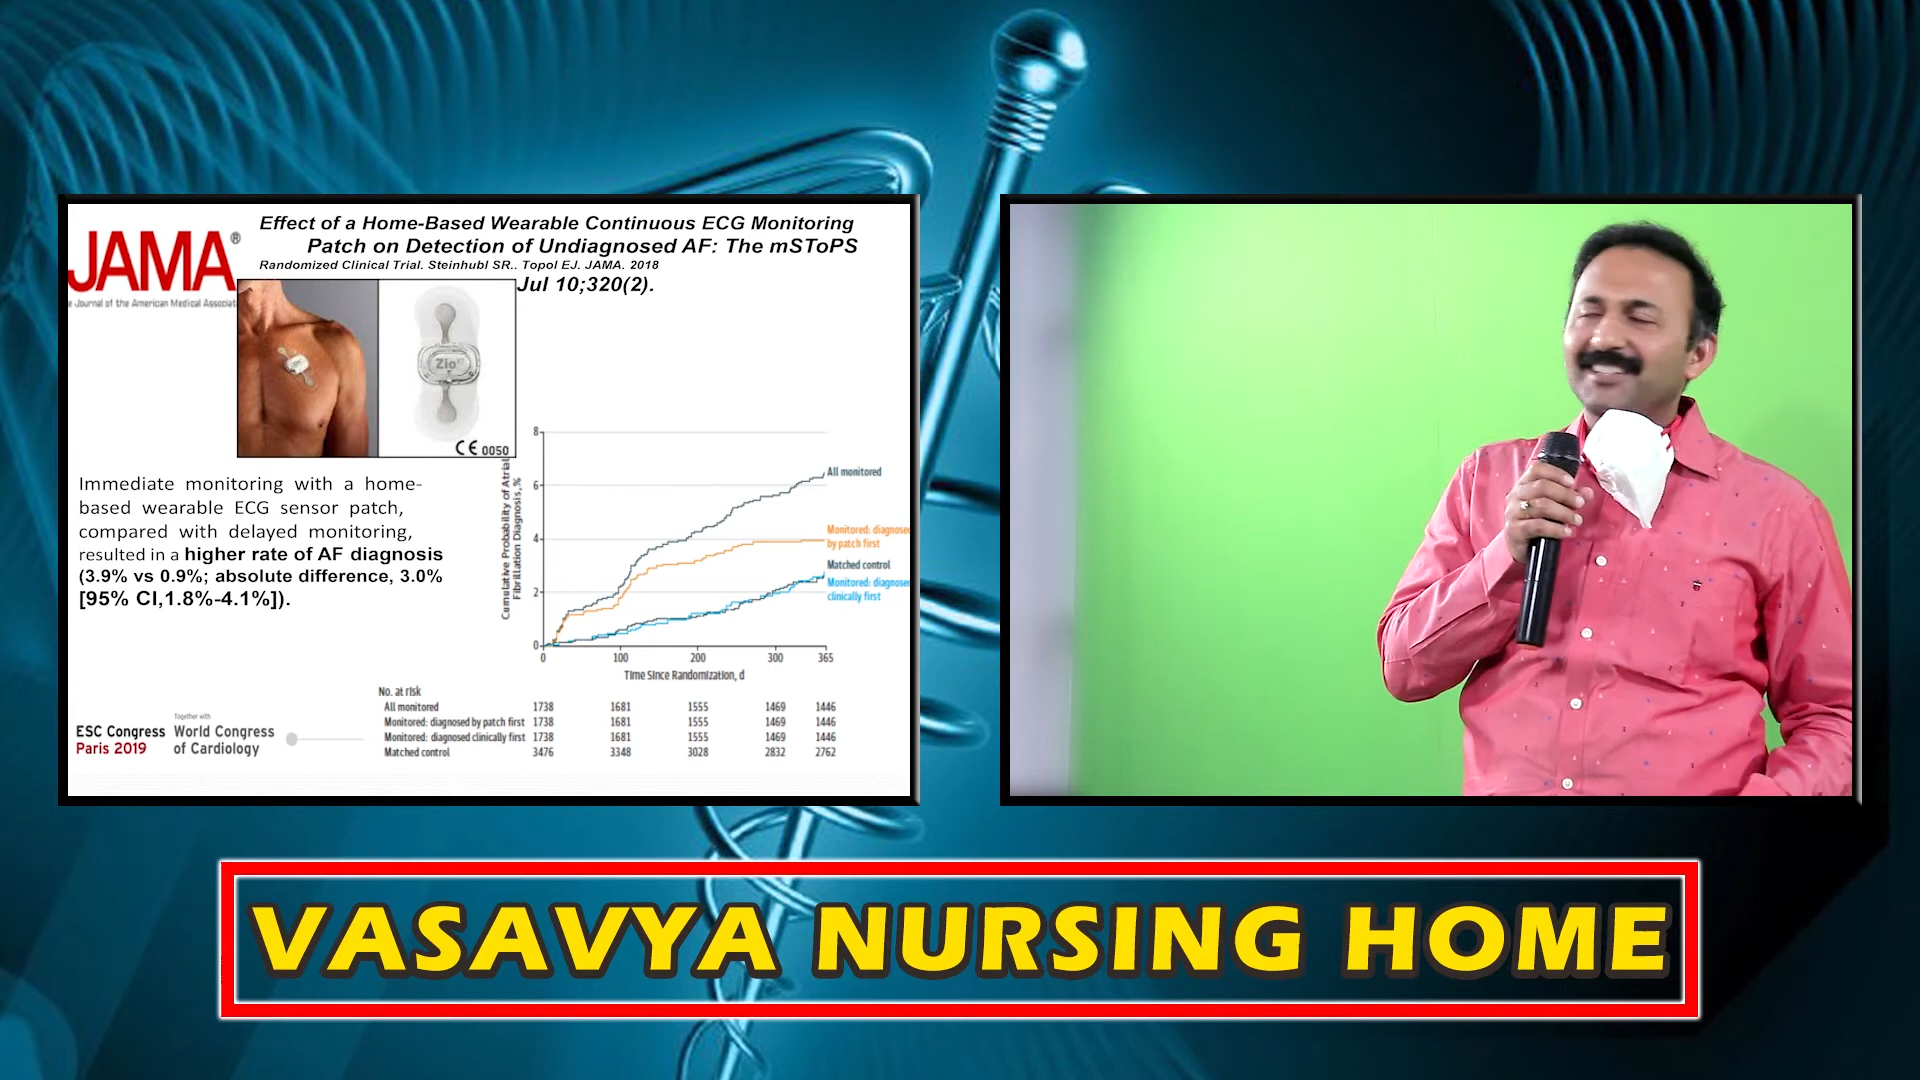 JAMA®
e Journal of the American Medical Associat
Effect of a Home-Based Wearable Continuous ECG Monitoring
Patch on Detection of Undiagnosed AF: The mSToPS
Randomized Clinical Trial. Steinhubl SR.. Topol EJ. JAMA. 2018
Jul 10;320(2).
Zio
CE 0050
Immediate monitoring with a home-
based wearable ECG sensor patch,
compared with delayed monitoring,
resulted in a higher rate of AF diagnosis
(3.9% vs 0.9%; absolute difference, 3.0%
[95% CI,1.8%-4.1%]).
Cumulative Probability of Atrial
Fibrillation Diagnosis, %
8
6
4
2
0
All monitored
Monitored: diagnosed
by patch first
Matched control
Monitored: diagnosed
clinically first
0 100 200 300 365
Time Since Randomization, d
No. at risk
All monitored 1738 1681 1555 1469 1446
Monitored: diagnosed by patch first 1738 1681 1555 1469 1446
Monitored: diagnosed clinically first 1738 1681 1555 1469 1446
Matched control 3476 3348 3028 2832 2762
ESC Congress
Paris 2019
Together with
World Congress
of Cardiology
VASAVYA NURSING HOME